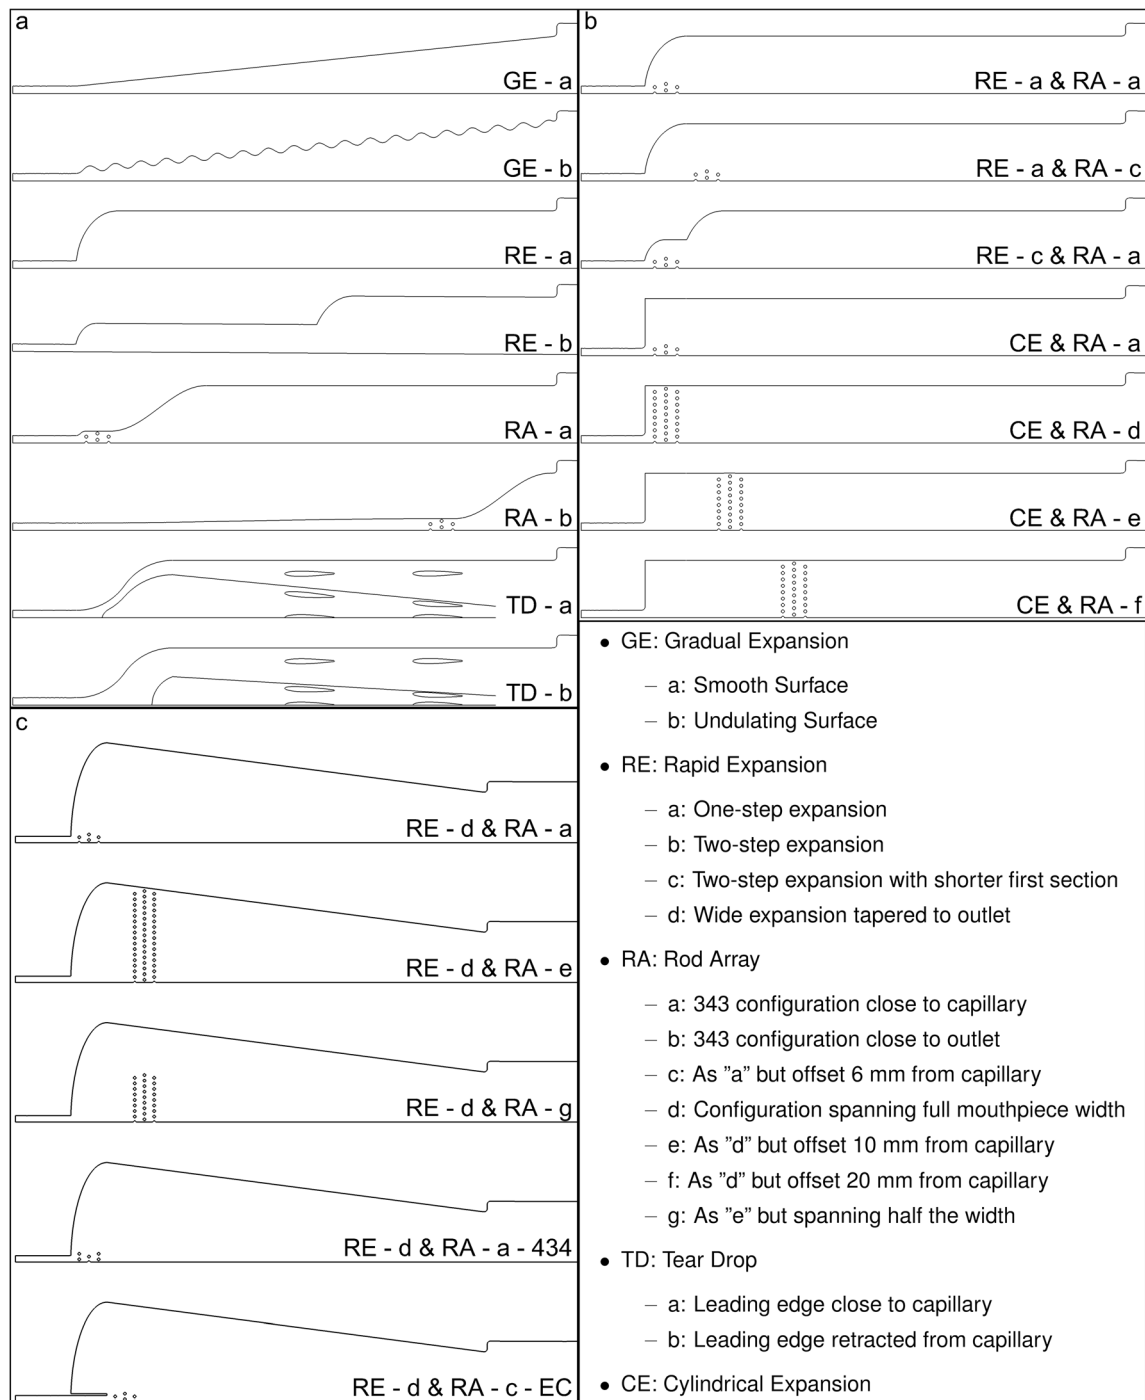 a
GE - a
GE - b
RE - a
RE - b
RA - a
RA - b
TD - a
TD - b
b
RE - a & RA - a
RE - a & RA - c
RE - c & RA - a
CE & RA - a
CE & RA - d
CE & RA - e
CE & RA - f
c
RE - d & RA - a
RE - d & RA - e
RE - d & RA - g
RE - d & RA - a - 434
RE - d & RA - c - EC
• GE: Gradual Expansion
– a: Smooth Surface
– b: Undulating Surface
• RE: Rapid Expansion
– a: One-step expansion
– b: Two-step expansion
– c: Two-step expansion with shorter first section
– d: Wide expansion tapered to outlet
• RA: Rod Array
– a: 343 configuration close to capillary
– b: 343 configuration close to outlet
– c: As ”a” but offset 6 mm from capillary
– d: Configuration spanning full mouthpiece width
– e: As ”d” but offset 10 mm from capillary
– f: As ”d” but offset 20 mm from capillary
– g: As ”e” but spanning half the width
• TD: Tear Drop
– a: Leading edge close to capillary
– b: Leading edge retracted from capillary
• CE: Cylindrical Expansion